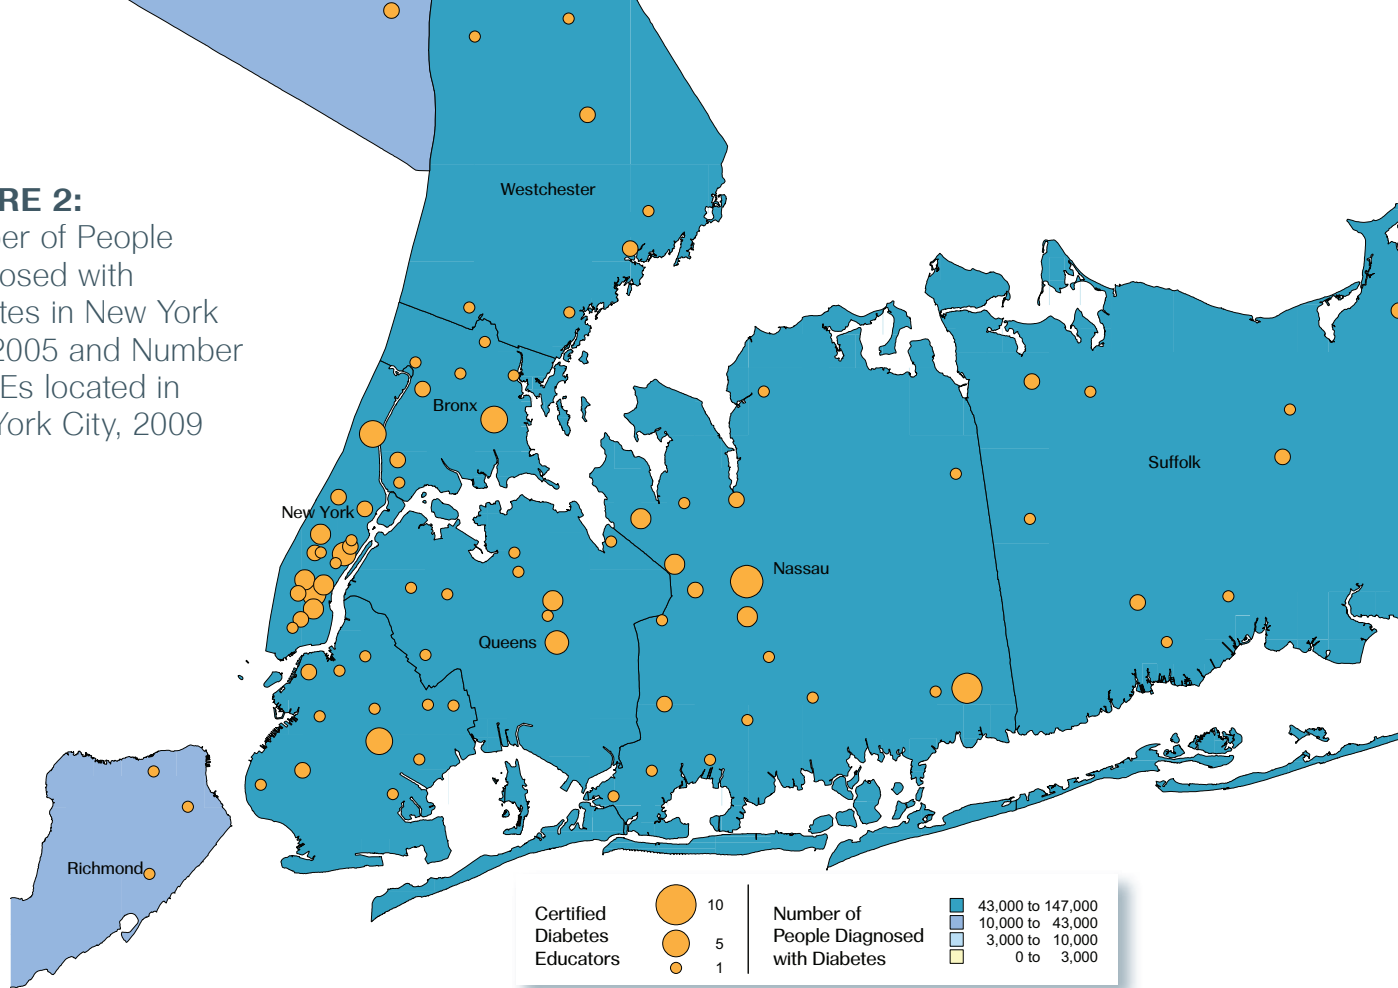 RE 2:
er of People
osed with
tes in New York
2005 and Number
Es located in
York City, 2009
Westchester
Bronx
New York
Suffolk
Nassau
Queens
Richmond
Certified
Diabetes
Educators
10
5
1
Number of
People Diagnosed
with Diabetes
43,000 to 147,000
10,000 to 43,000
3,000 to 10,000
0 to 3,000